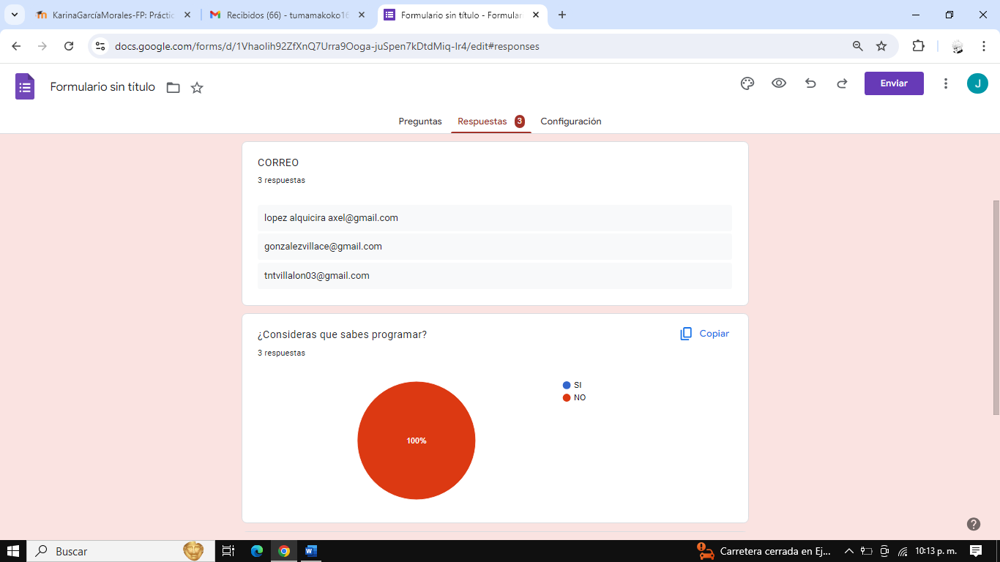 KarinaGarcíaMorales-FP: Práctic
Recibidos (66) - tumamakoko16
Formulario sin título - Formular
docs.google.com/forms/d/1Vhaolih92ZfXnQ7Urra9Ooga-juSpen7kDtdMiq-Ir4/edit#responses
Formulario sin título
Enviar
J
Preguntas
Respuestas 3
Configuración
CORREO
3 respuestas
lopez alquicira axel@gmail.com
gonzalezvillace@gmail.com
tntvillalon03@gmail.com
¿Consideras que sabes programar?
Copiar
3 respuestas
SI
NO
100%
Buscar
Carretera cerrada en Ej...
10:13 p. m.